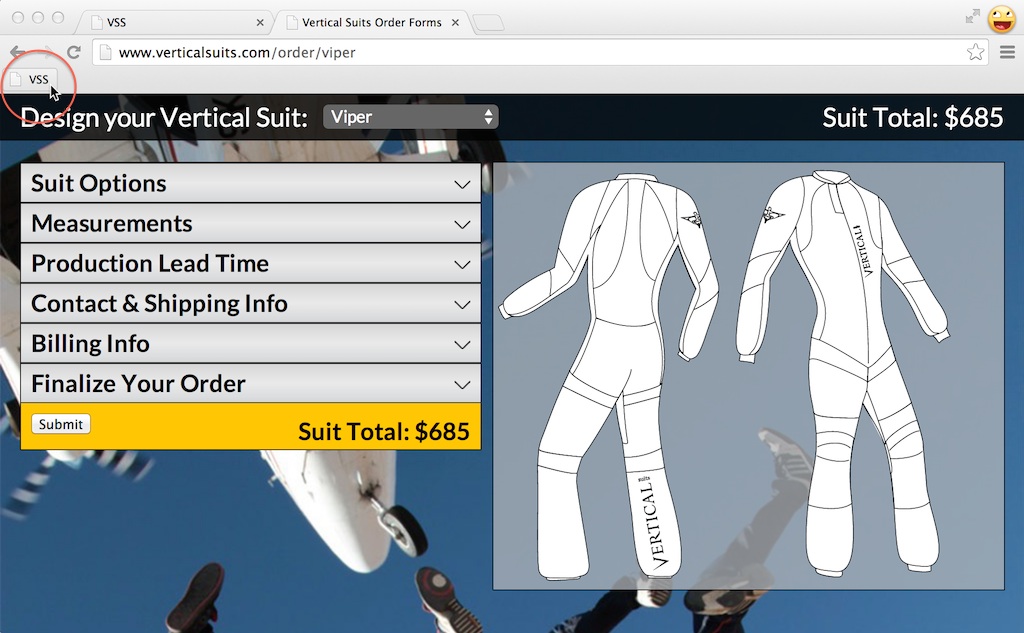 VSS
Vertical Suits Order Forms
www.verticalsuits.com/order/viper
VSS
Design your Vertical Suit:
Viper
Suit Total: $685
Suit Options
Measurements
Production Lead Time
Contact & Shipping Info
Billing Info
Finalize Your Order
Submit
Suit Total: $685
VERTICAL
VERTICAL